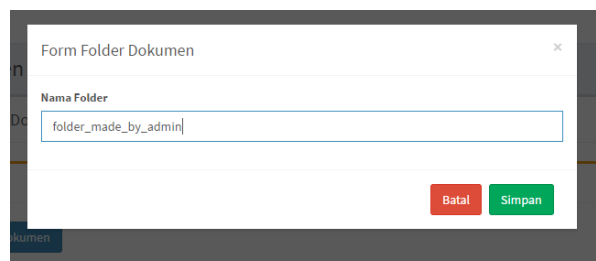 Form Folder Dokumen ×
Nama Folder
folder_made_by_admin
Batal Simpan